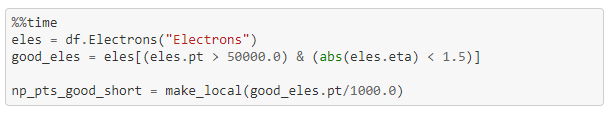 %%time
eles = df.Electrons("Electrons")
good_eles = eles[(eles.pt > 50000.0) & (abs(eles.eta) < 1.5)]
np_pts_good_short = make_local(good_eles.pt/1000.0)